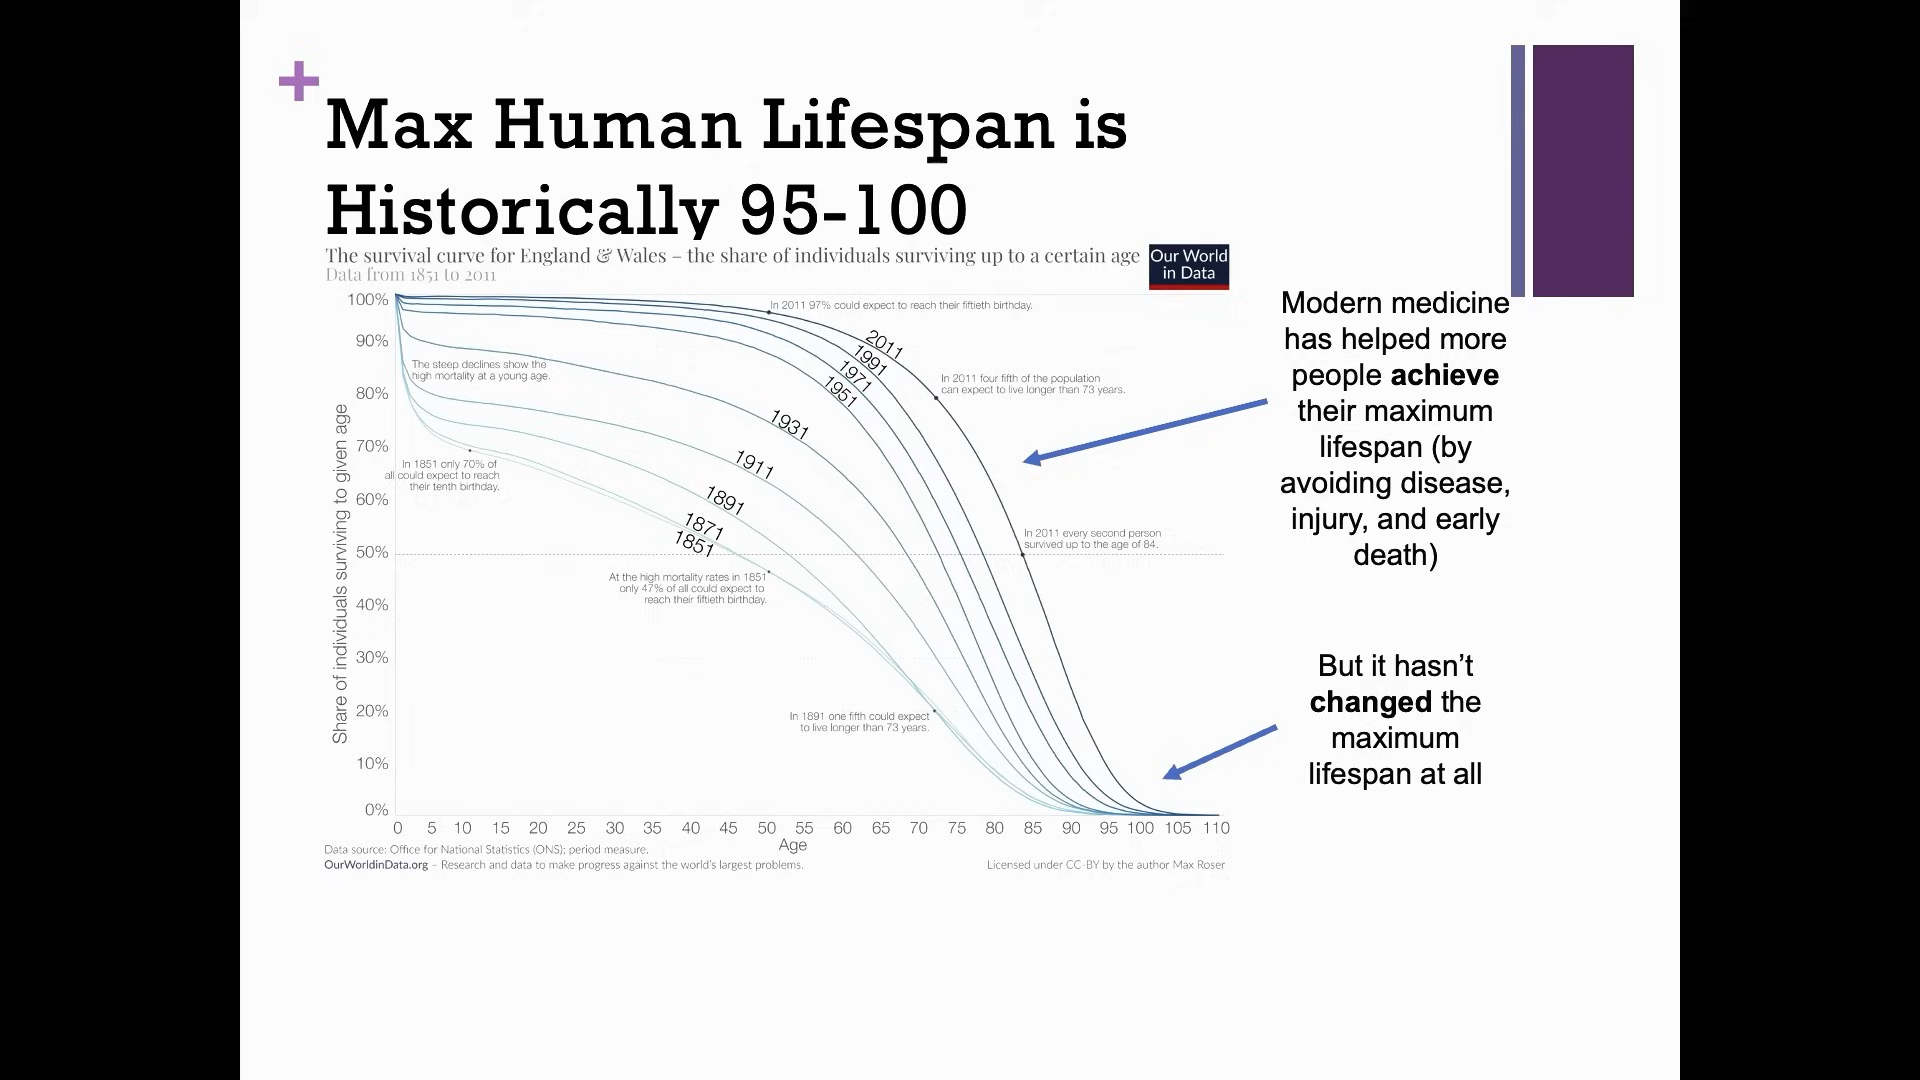 +
Max Human Lifespan is
Historically 95-100
The survival curve for England & Wales – the share of individuals surviving up to a certain age
Data from 1851 to 2011
Our World
in Data
100%
90%
80%
70%
60%
50%
40%
30%
20%
10%
0%
Share of individuals surviving to given age
In 2011 97% could expect to reach their fiftieth birthday.
2011
1991
1971
1951
1931
1911
1891
1871
1851
The steep declines show the
high mortality at a young age.
In 2011 four fifth of the population
can expect to live longer than 73 years.
In 1851 only 70% of
all could expect to reach
their tenth birthday.
In 2011 every second person
survived up to the age of 84.
At the high mortality rates in 1851
only 47% of all could expect to
reach their fiftieth birthday.
In 1891 one fifth could expect
to live longer than 73 years.
0 5 10 15 20 25 30 35 40 45 50 55 60 65 70 75 80 85 90 95 100 105 110
Age
Data source: Office for National Statistics (ONS); period measure.
OurWorldinData.org – Research and data to make progress against the world's largest problems.
Licensed under CC-BY by the author Max Roser
Modern medicine
has helped more
people achieve
their maximum
lifespan (by
avoiding disease,
injury, and early
death)
But it hasn't
changed the
maximum
lifespan at all